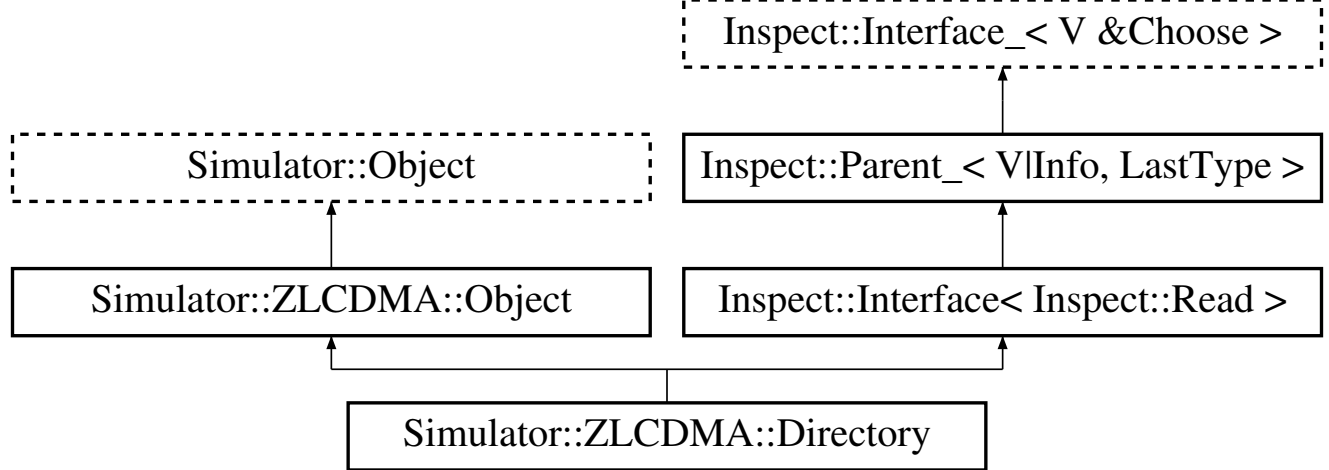 Inspect::Interface_< V &Choose >
Simulator::Object
Inspect::Parent_< V|Info, LastType >
Simulator::ZLCDMA::Object
Inspect::Interface< Inspect::Read >
Simulator::ZLCDMA::Directory